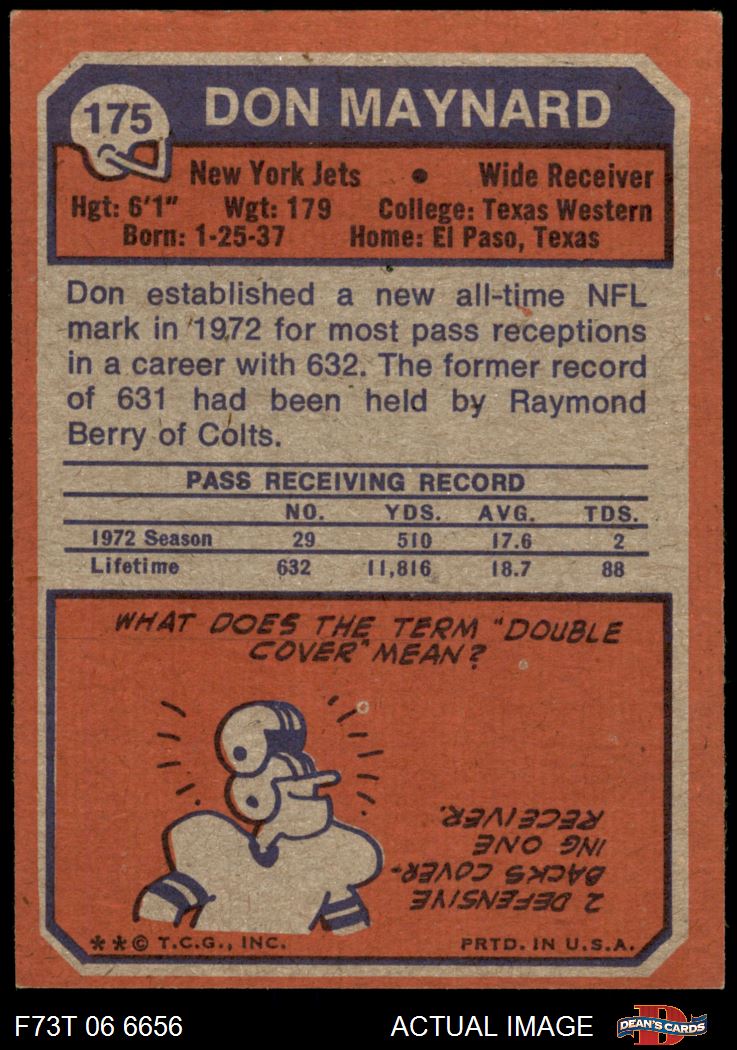 175
DON MAYNARD
New York Jets • Wide Receiver
Hgt: 6'1" Wgt: 179 College: Texas Western
Born: 1-25-37 Home: El Paso, Texas
Don established a new all-time NFL
mark in 1972 for most pass receptions
in a career with 632. The former record
of 631 had been held by Raymond
Berry of Colts.
PASS RECEIVING RECORD
NO. YDS. AVG. TDS.
1972 Season 29 510 17.6 2
Lifetime 632 11,816 18.7 88
WHAT DOES THE TERM "DOUBLE
COVER" MEAN?
2 DEFENSIVE
BACKS COVER-
ING ONE
RECEIVER.
**© T.C.G., INC. PRTD. IN U.S.A.
F73T 06 6656 ACTUAL IMAGE
D
DEAN'S CARDS